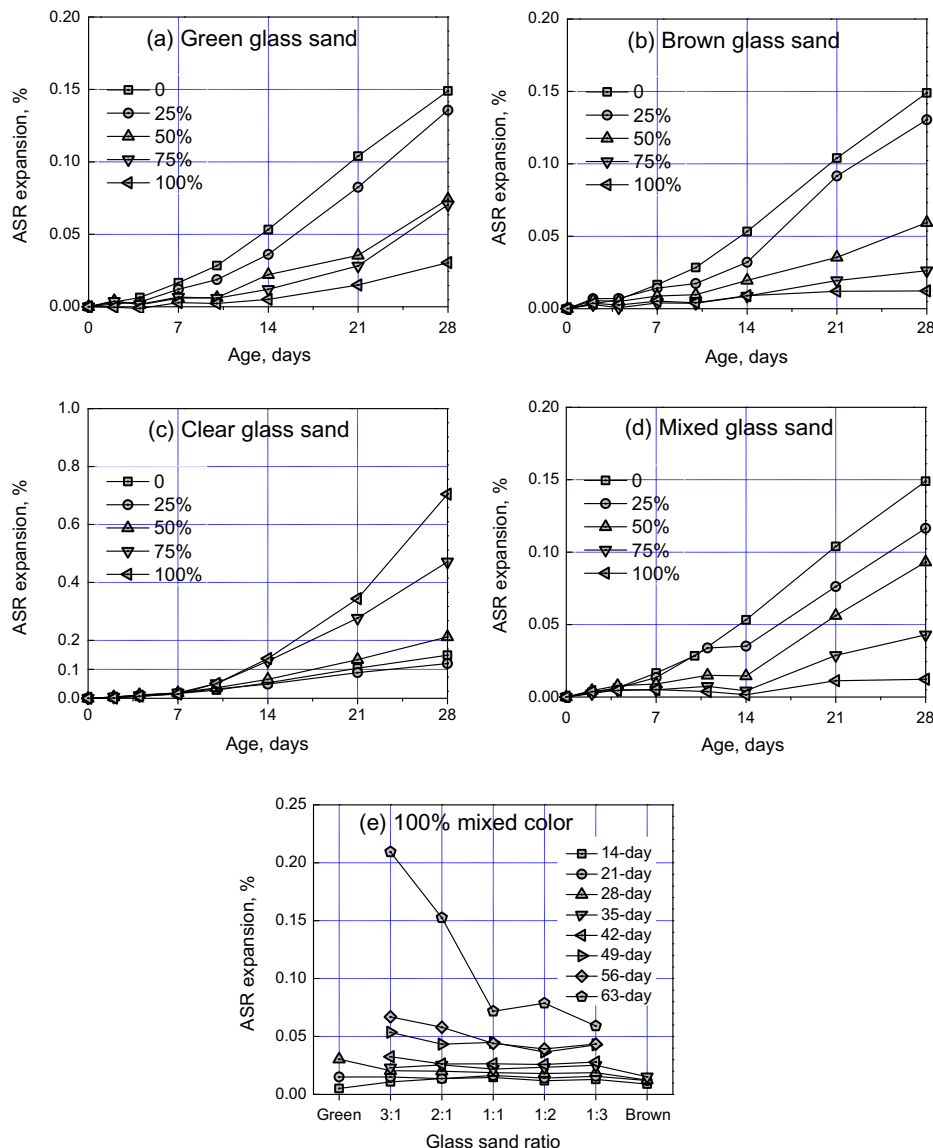 (a) Green glass sand
ASR expansion, %
0.20
0.15
0.10
0.05
0.00
0
25%
50%
75%
100%
0 7 14 21 28
Age, days
(b) Brown glass sand
ASR expansion, %
0.20
0.15
0.10
0.05
0.00
0
25%
50%
75%
100%
0 7 14 21 28
Age, days
(c) Clear glass sand
ASR expansion, %
1.0
0.8
0.6
0.4
0.2
0.1
0.0
0
25%
50%
75%
100%
0 7 14 21 28
Age, days
(d) Mixed glass sand
ASR expansion, %
0.20
0.15
0.10
0.05
0.00
0
25%
50%
75%
100%
0 7 14 21 28
Age, days
(e) 100% mixed color
ASR expansion, %
0.25
0.20
0.15
0.10
0.05
0.00
14-day
21-day
28-day
35-day
42-day
49-day
56-day
63-day
Green 3:1 2:1 1:1 1:2 1:3 Brown
Glass sand ratio